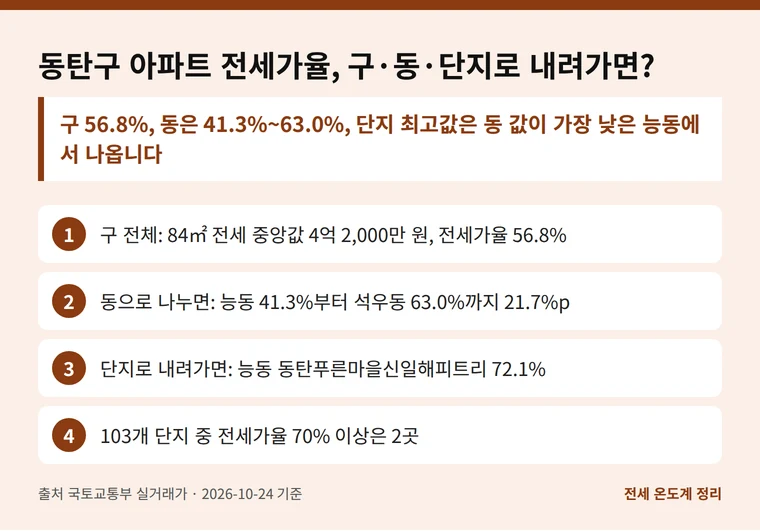 동탄구 아파트 전세가율, 구·동·단지로 내려가면?
구 56.8%, 동은 41.3%~63.0%, 단지 최고값은 동 값이 가장 낮은 능동에
서 나옵니다
1 구 전체: 84㎡ 전세 중앙값 4억 2,000만 원, 전세가율 56.8%
2 동으로 나누면: 능동 41.3%부터 석우동 63.0%까지 21.7%p
3 단지로 내려가면: 능동 동탄푸른마을신일해피트리 72.1%
4 103개 단지 중 전세가율 70% 이상은 2곳
출처 국토교통부 실거래가 · 2026-10-24 기준
전세 온도계 정리